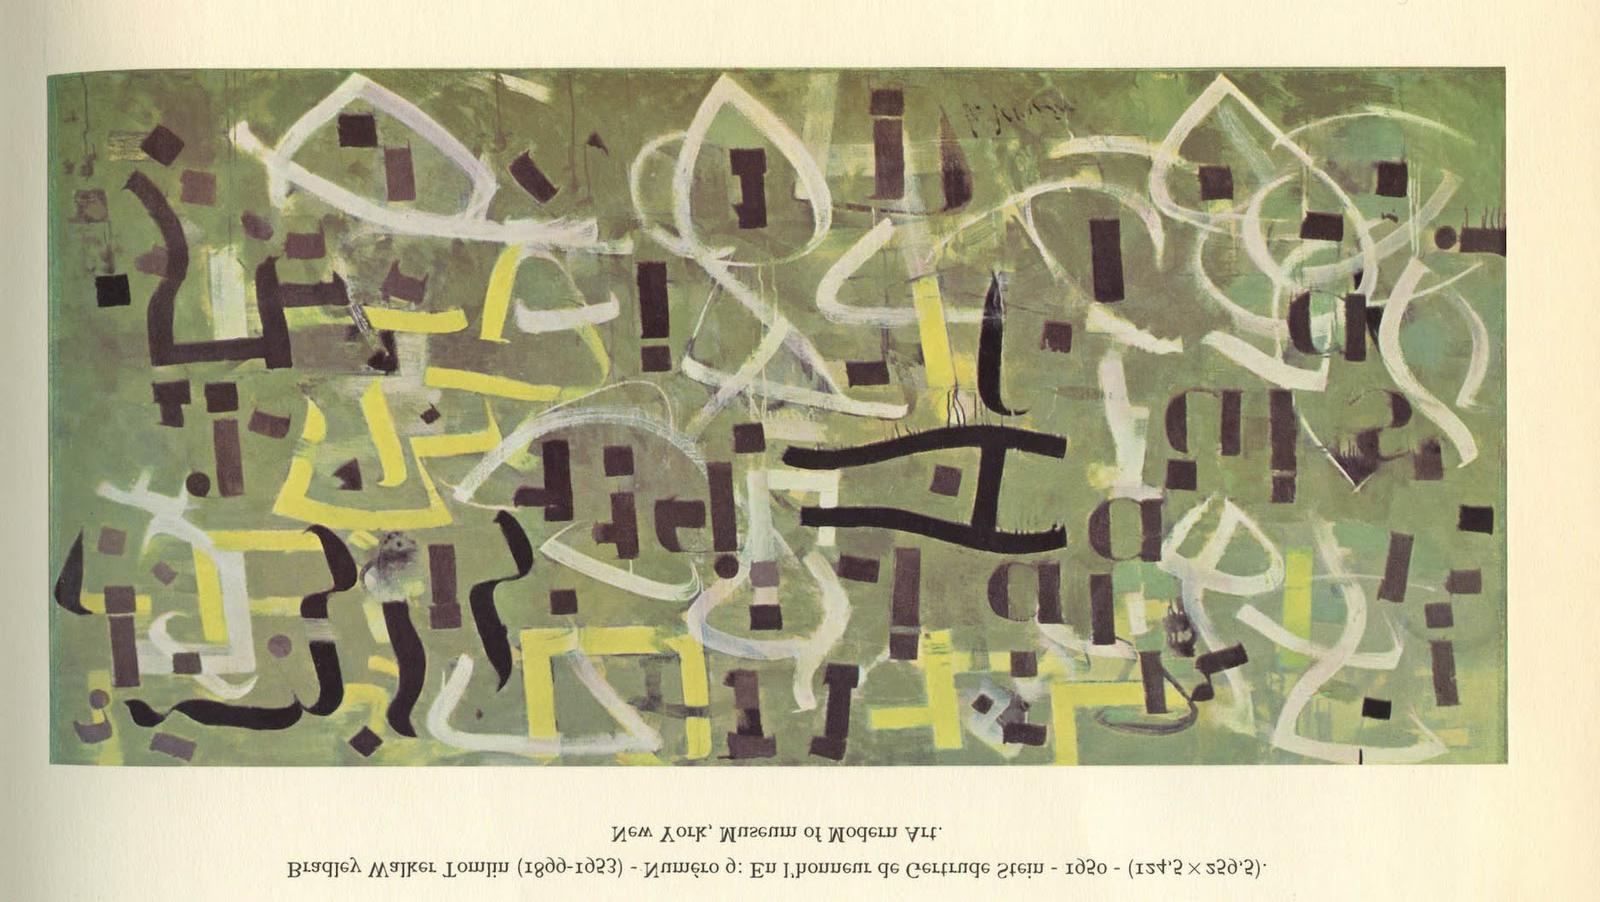 Bradley Walker Tomlin (1899-1953) - Numéro 9: En l'honneur de Gertrude Stein - 1950 - (124,5 × 259,5).
New York, Museum of Modern Art.